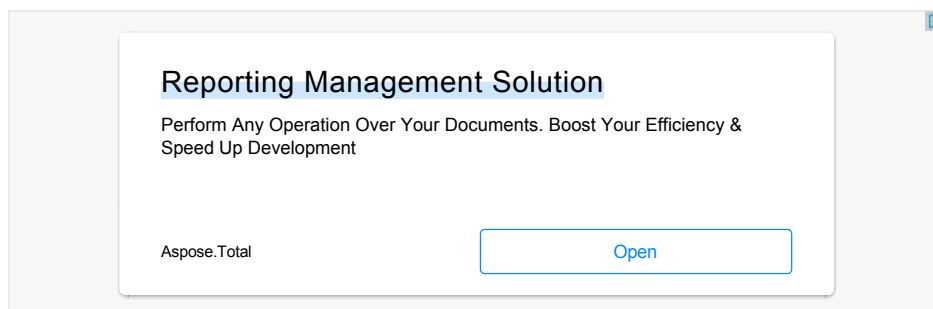 Reporting Management Solution
Perform Any Operation Over Your Documents. Boost Your Efficiency &
Speed Up Development
Aspose.Total
Open